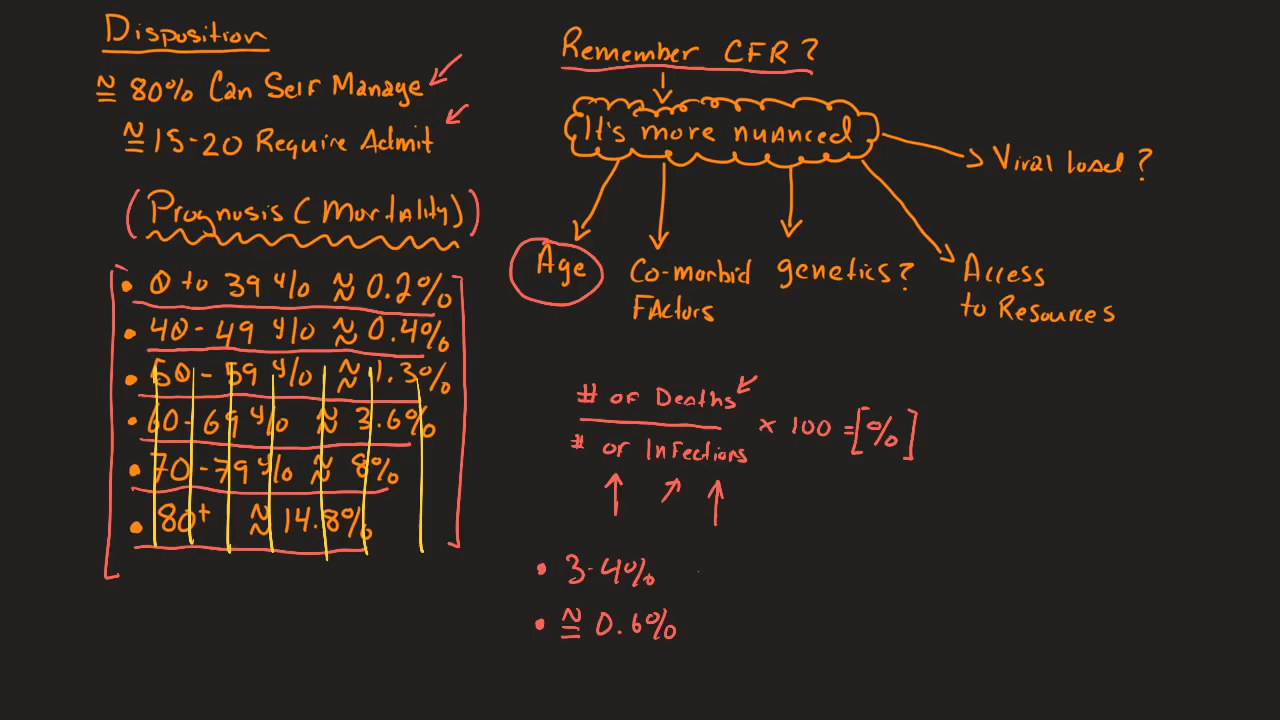 Disposition
≅ 80% Can Self Manage
≅ 15-20 Require Admit
(Prognosis (Mortality))
• 0 to 39 y/o ≈ 0.2%
• 40-49 y/o ≈ 0.4%
• 50-59 y/o ≈ 1.3%
• 60-69 y/o ≈ 3.6%
• 70-79 y/o ≈ 8%
• 80+ ≈ 14.8%
Remember CFR?
It's more nuanced
Viral load?
Age
Co-morbid
Factors
genetics?
Access
to Resources
# of Deaths
# of Infections
× 100 = [%]
• 3-4%
• ≅ 0.6%